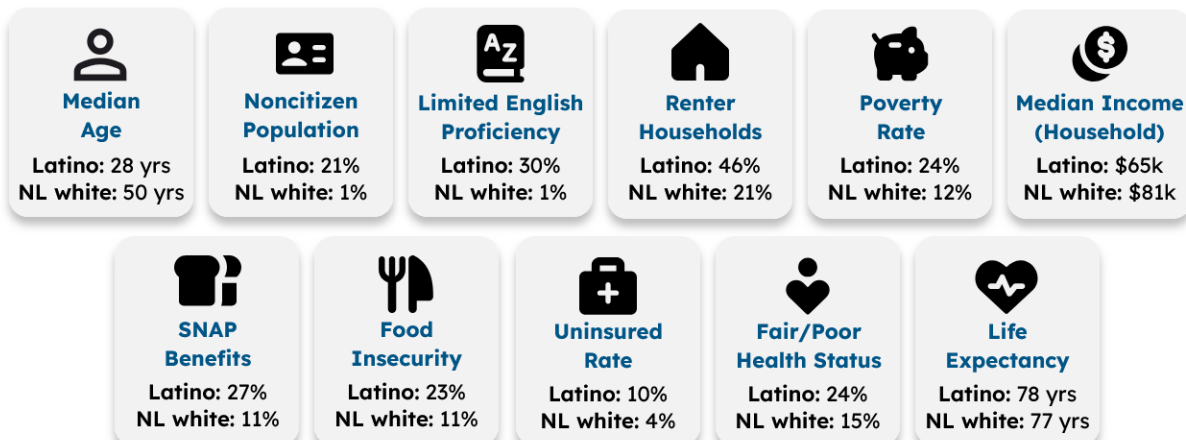 Median
Age
Latino: 28 yrs
NL white: 50 yrs
Noncitizen
Population
Latino: 21%
NL white: 1%
AZ
Limited English
Proficiency
Latino: 30%
NL white: 1%
Renter
Households
Latino: 46%
NL white: 21%
Poverty
Rate
Latino: 24%
NL white: 12%
$
Median Income
(Household)
Latino: $65k
NL white: $81k
SNAP
Benefits
Latino: 27%
NL white: 11%
Food
Insecurity
Latino: 23%
NL white: 11%
Uninsured
Rate
Latino: 10%
NL white: 4%
Fair/Poor
Health Status
Latino: 24%
NL white: 15%
Life
Expectancy
Latino: 78 yrs
NL white: 77 yrs